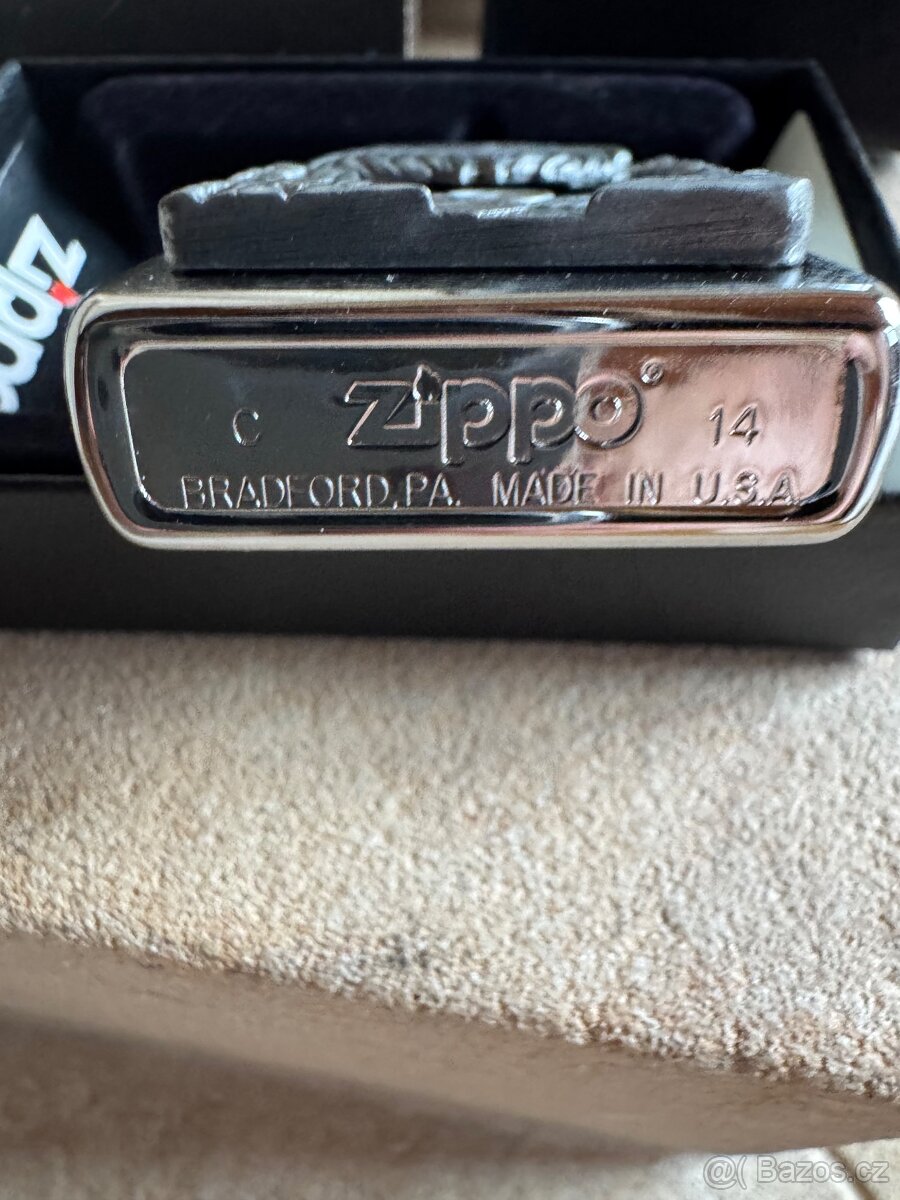 zippo
C zippo® 14
BRADFORD,PA. MADE IN U.S.A.
@( Bazos.cz